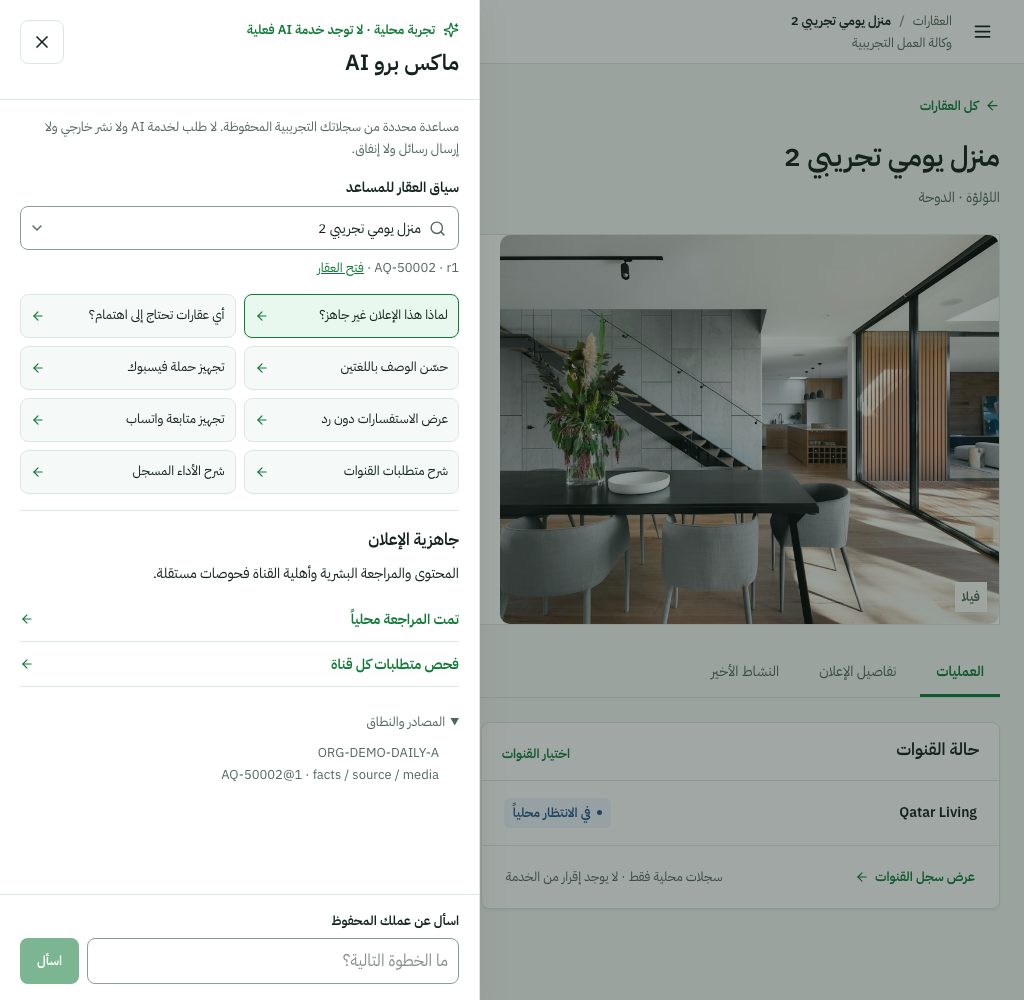 العقارات / منزل يومي تجريبي 2
وكالة العمل التجريبية
كل العقارات
منزل يومي تجريبي 2
اللؤلؤة · الدوحة
فيلا
العمليات
تفاصيل الإعلان
النشاط الأخير
حالة القنوات
اختيار القنوات
Qatar Living
في الانتظار محلياً
عرض سجل القنوات
سجلات محلية فقط · لا يوجد إقرار من الخدمة
تجربة محلية · لا توجد خدمة AI فعلية
ماكس برو AI
مساعدة محددة من سجلاتك التجريبية المحفوظة. لا طلب لخدمة AI ولا نشر خارجي ولا
إرسال رسائل ولا إنفاق.
سياق العقار للمساعد
منزل يومي تجريبي 2
AQ-50002 · r1 · فتح العقار
لماذا هذا الإعلان غير جاهز؟
أي عقارات تحتاج إلى اهتمام؟
حسّن الوصف باللغتين
تجهيز حملة فيسبوك
عرض الاستفسارات دون رد
تجهيز متابعة واتساب
شرح متطلبات القنوات
شرح الأداء المسجل
جاهزية الإعلان
المحتوى والمراجعة البشرية وأهلية القناة فحوصات مستقلة.
تمت المراجعة محلياً
فحص متطلبات كل قناة
المصادر والنطاق
ORG-DEMO-DAILY-A
AQ-50002@1 · facts / source / media
اسأل عن عملك المحفوظ
ما الخطوة التالية؟
اسأل